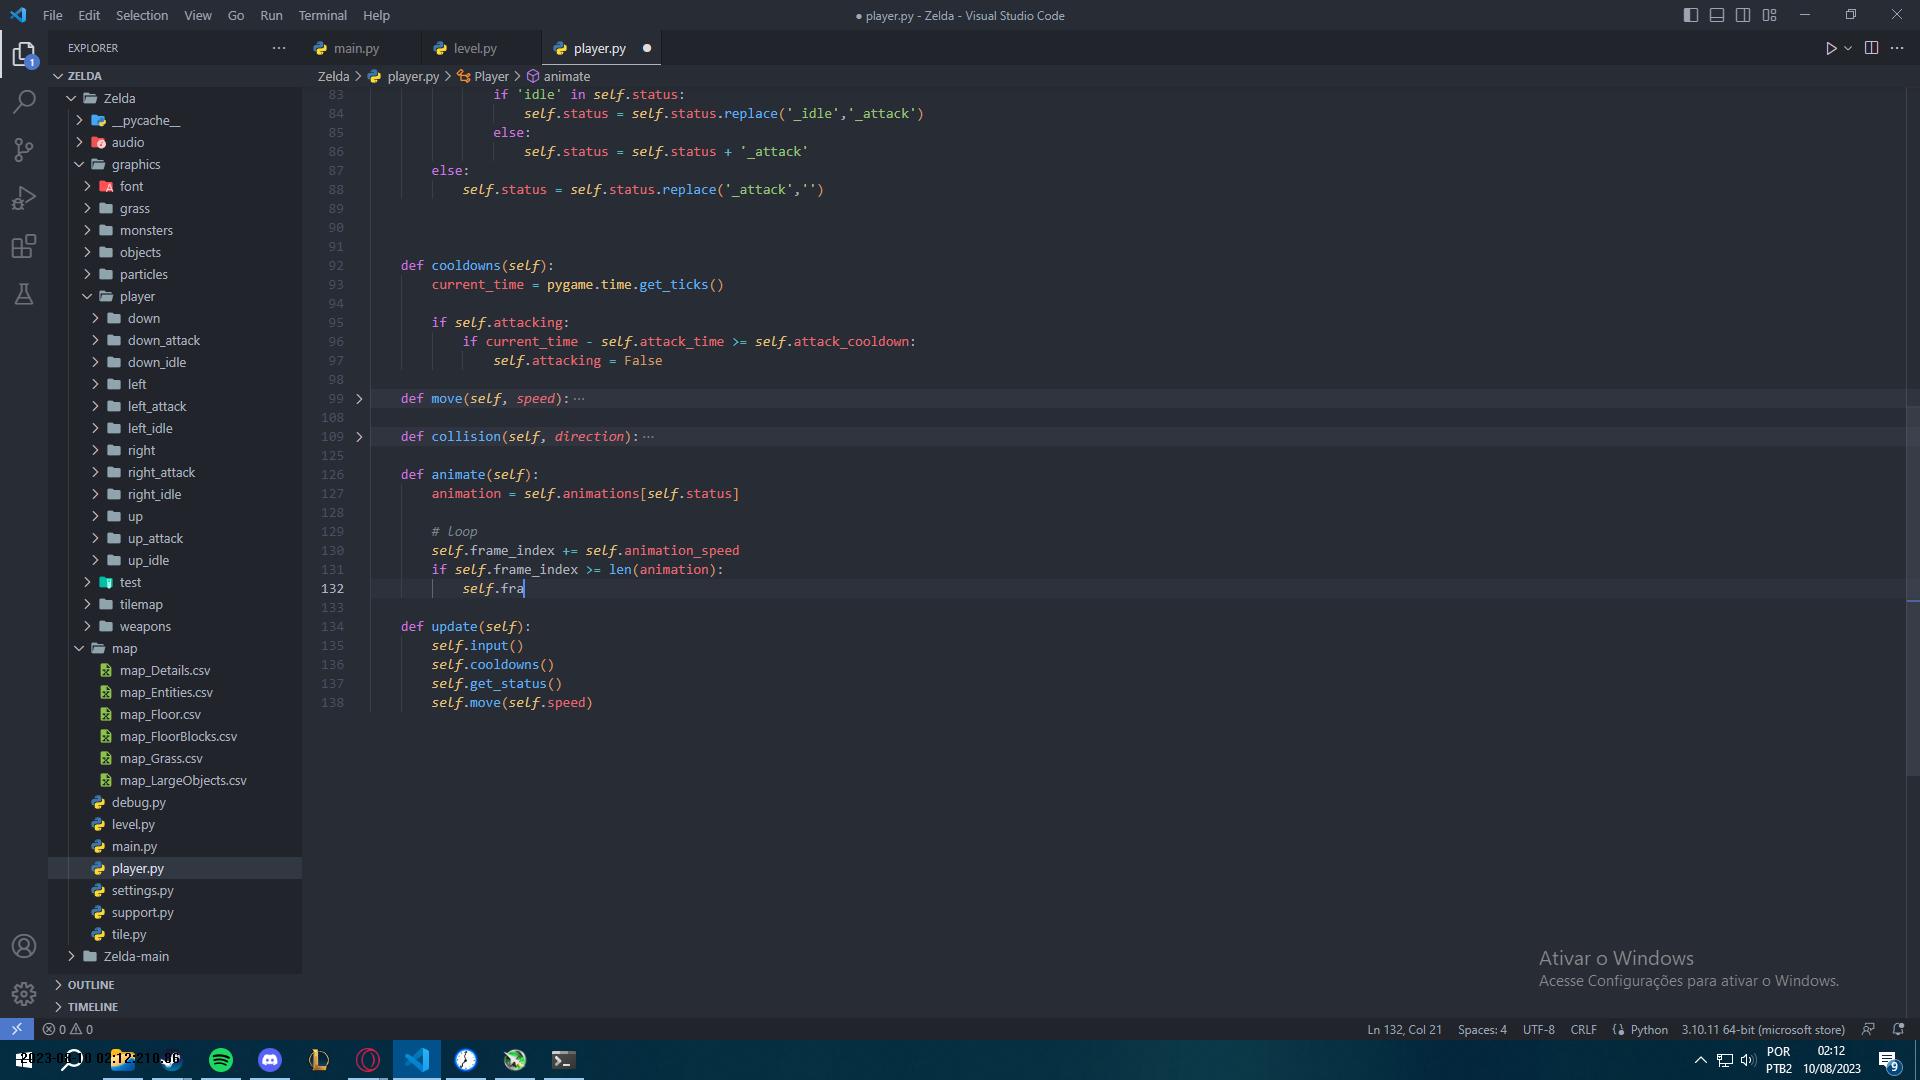 File Edit Selection View Go Run Terminal Help
● player.py - Zelda - Visual Studio Code
EXPLORER
main.py
level.py
player.py
ZELDA
Zelda > player.py > Player > animate
Zelda
__pycache__
audio
graphics
font
grass
monsters
objects
particles
player
down
down_attack
down_idle
left
left_attack
left_idle
right
right_attack
right_idle
up
up_attack
up_idle
test
tilemap
weapons
map
map_Details.csv
map_Entities.csv
map_Floor.csv
map_FloorBlocks.csv
map_Grass.csv
map_LargeObjects.csv
debug.py
level.py
main.py
player.py
settings.py
support.py
tile.py
Zelda-main
OUTLINE
TIMELINE
83 if 'idle' in self.status:
84 self.status = self.status.replace('_idle','_attack')
85 else:
86 self.status = self.status + '_attack'
87 else:
88 self.status = self.status.replace('_attack','')
89
90
91
92 def cooldowns(self):
93 current_time = pygame.time.get_ticks()
94
95 if self.attacking:
96 if current_time - self.attack_time >= self.attack_cooldown:
97 self.attacking = False
98
99 def move(self, speed): ···
108
109 def collision(self, direction): ···
125
126 def animate(self):
127 animation = self.animations[self.status]
128
129 # loop
130 self.frame_index += self.animation_speed
131 if self.frame_index >= len(animation):
132 self.fra
133
134 def update(self):
135 self.input()
136 self.cooldowns()
137 self.get_status()
138 self.move(self.speed)
Ativar o Windows
Acesse Configurações para ativar o Windows.
1
0 0
Ln 132, Col 21 Spaces: 4 UTF-8 CRLF Python 3.10.11 64-bit (microsoft store)
POR
PTB2
02:12
10/08/2023
9